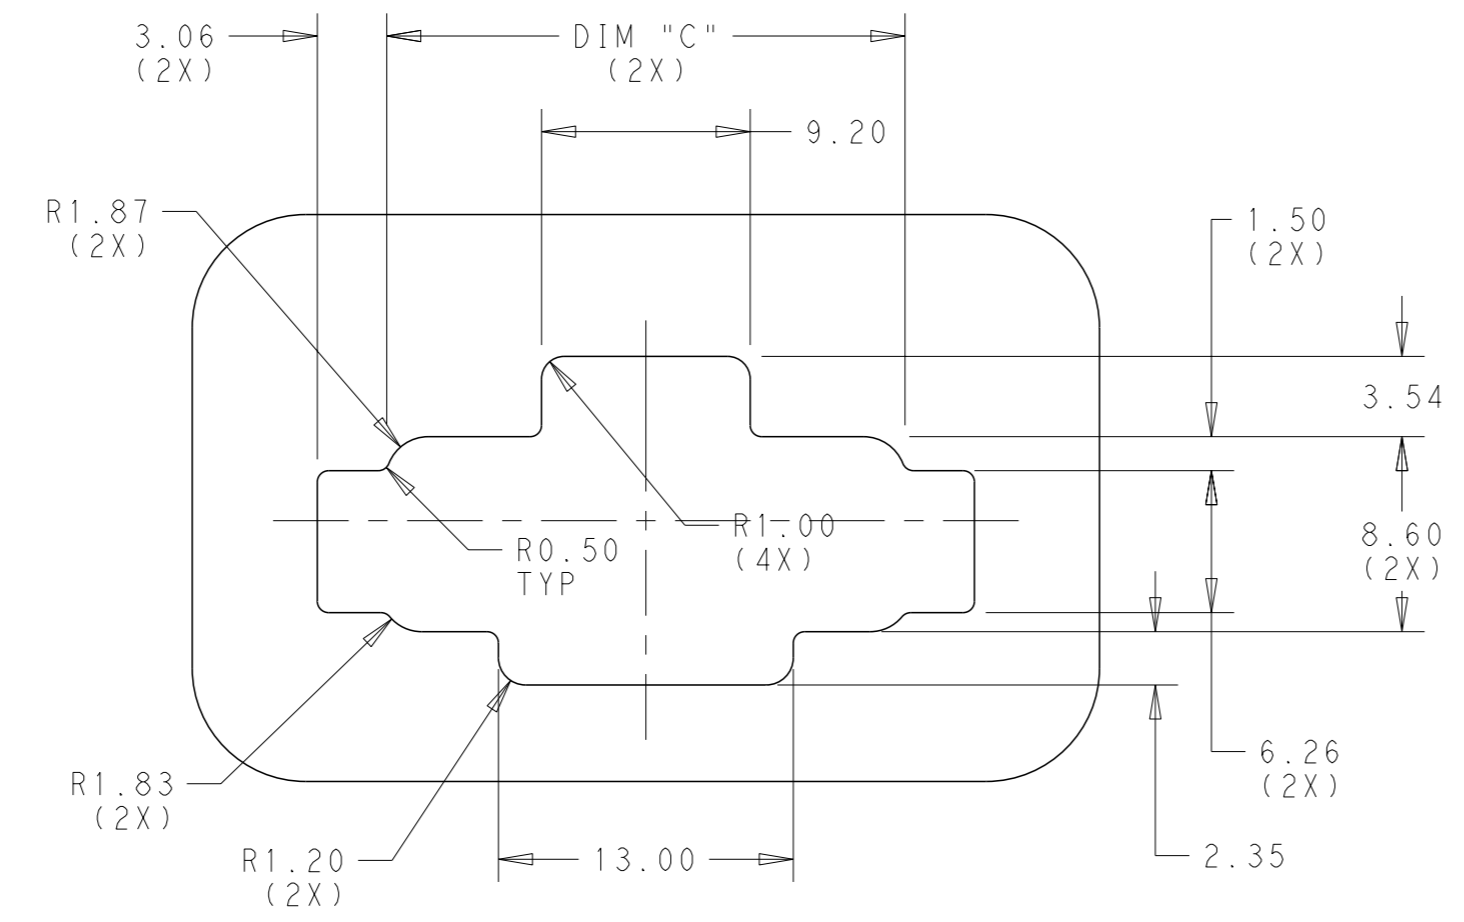 3.06
(2X)
DIM "C"
(2X)
9.20
R1.87
(2X)
1.50
(2X)
3.54
R1.00
(4X)
8.60
(2X)
R0.50
TYP
6.26
(2X)
R1.83
(2X)
R1.20
(2X)
13.00
2.35